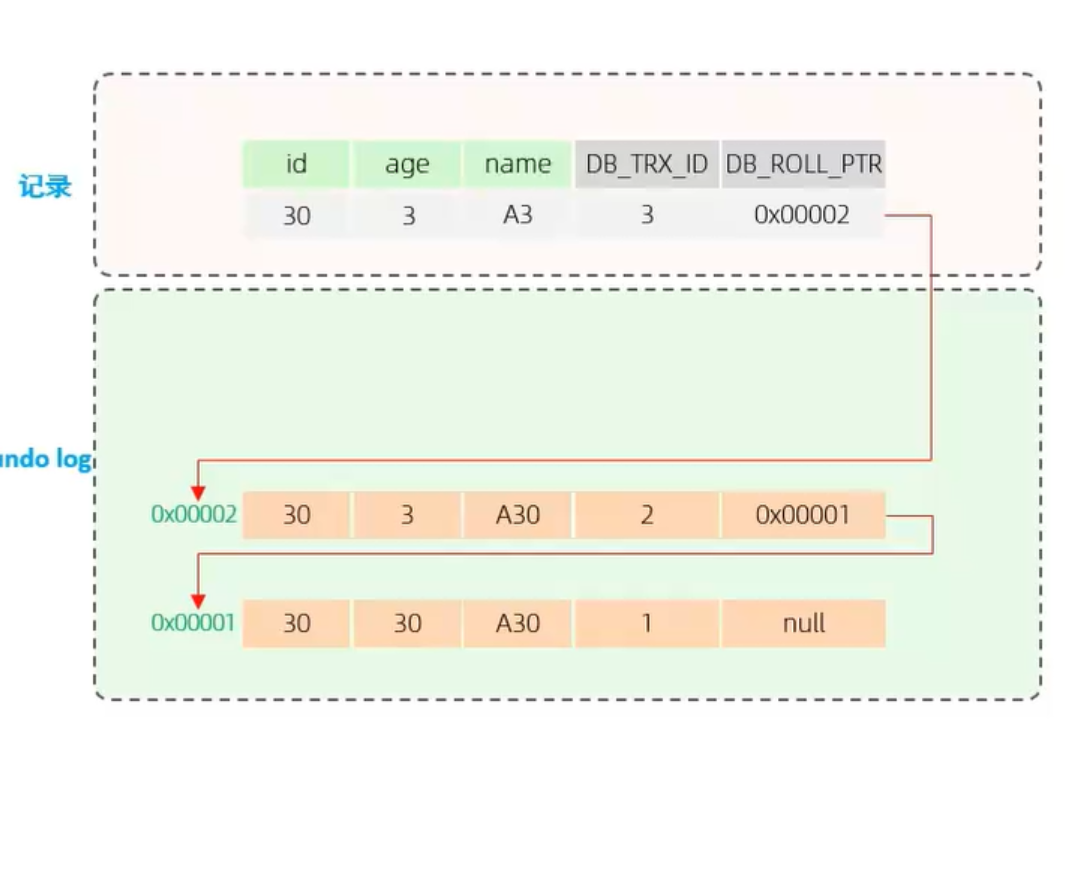 id age name DB_TRX_ID DB_ROLL_PTR
记录
30 3 A3 3 0x00002
undo log
0x00002 30 3 A30 2 0x00001
0x00001 30 30 A30 1 null